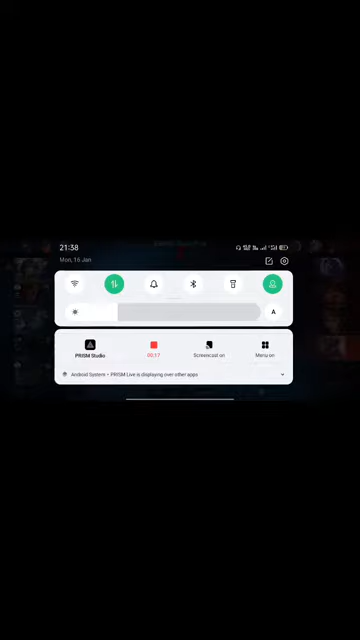 21:38
Mon, 16 Jan
A
PRISM Studio
00:17
Screencast on
Menu on
Android System • PRISM Live is displaying over other apps